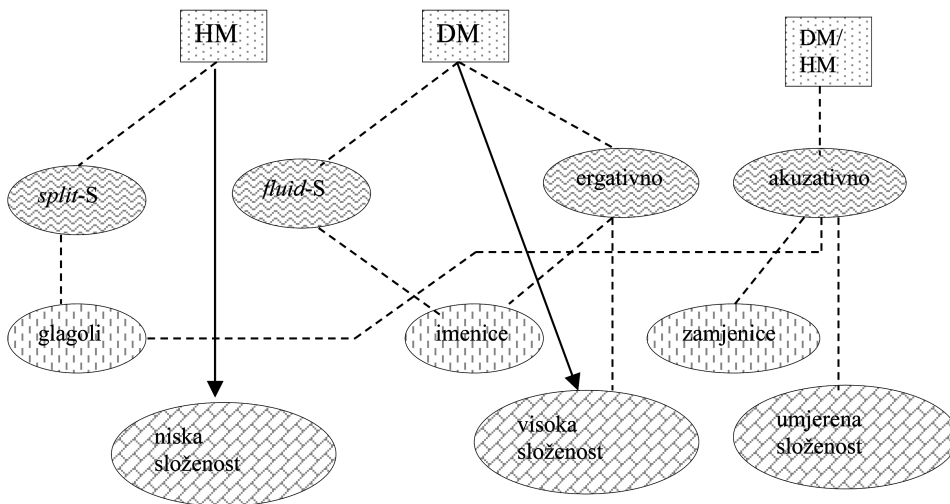 HM
DM
DM/
HM
split-S
fluid-S
ergativno
akuzativno
glagoli
imenice
zamjenice
niska
složenost
visoka
složenost
umjerena
složenost